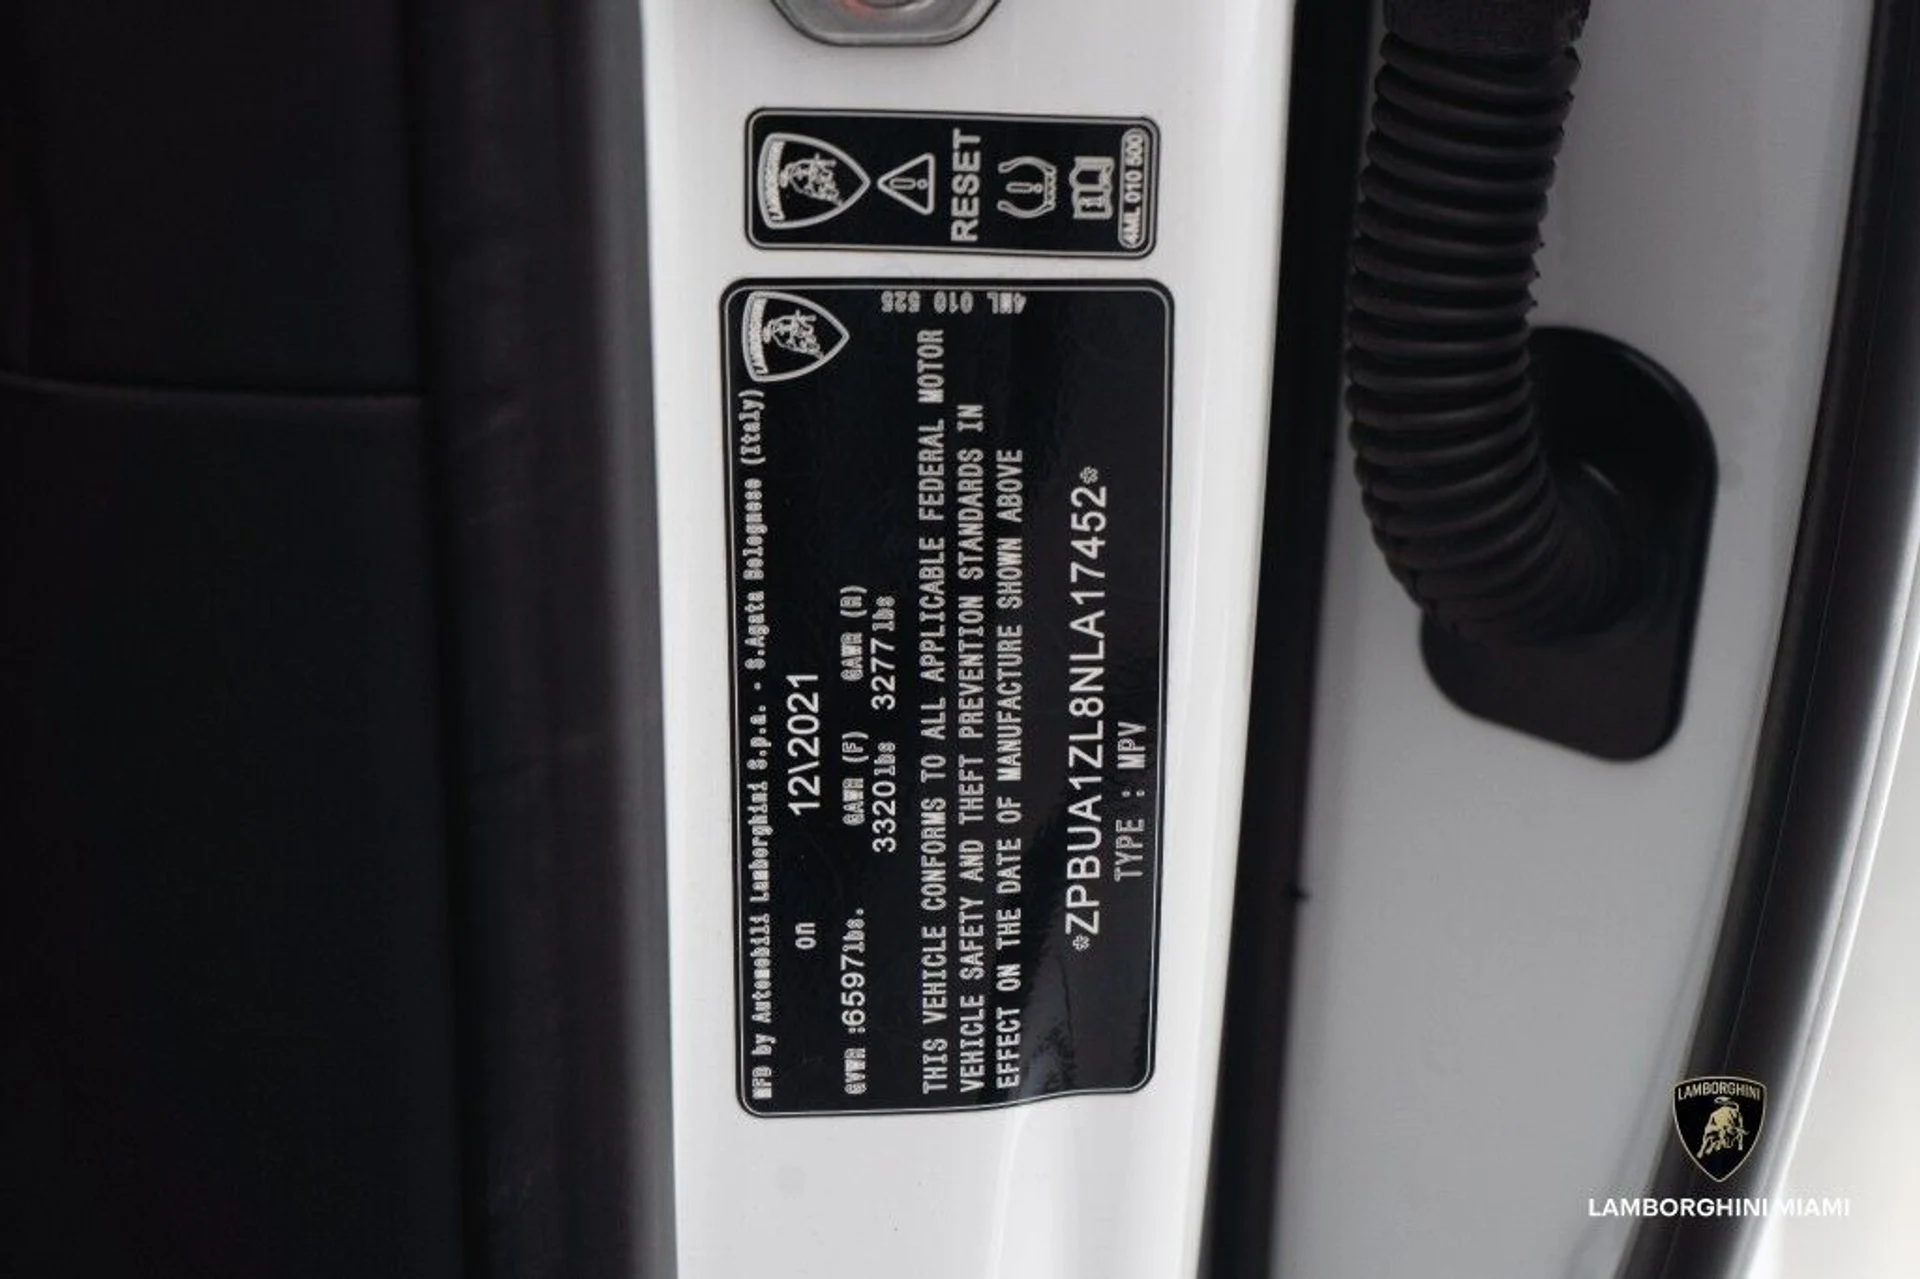 LAMBORGHINI
RESET
4ML 010 500
LAMBORGHINI
4ML 010 525
MFD by Automobili Lamborghini S.p.a. - S.Agata Bolognese (Italy)
on 12\2021
GVWR :6597lbs. GAWR (F) GAWR (R)
3320lbs 3277lbs
THIS VEHICLE CONFORMS TO ALL APPLICABLE FEDERAL MOTOR
VEHICLE SAFETY AND THEFT PREVENTION STANDARDS IN
EFFECT ON THE DATE OF MANUFACTURE SHOWN ABOVE
*ZPBUA1ZL8NLA17452*
TYPE : MPV
LAMBORGHINI
LAMBORGHINI MIAMI